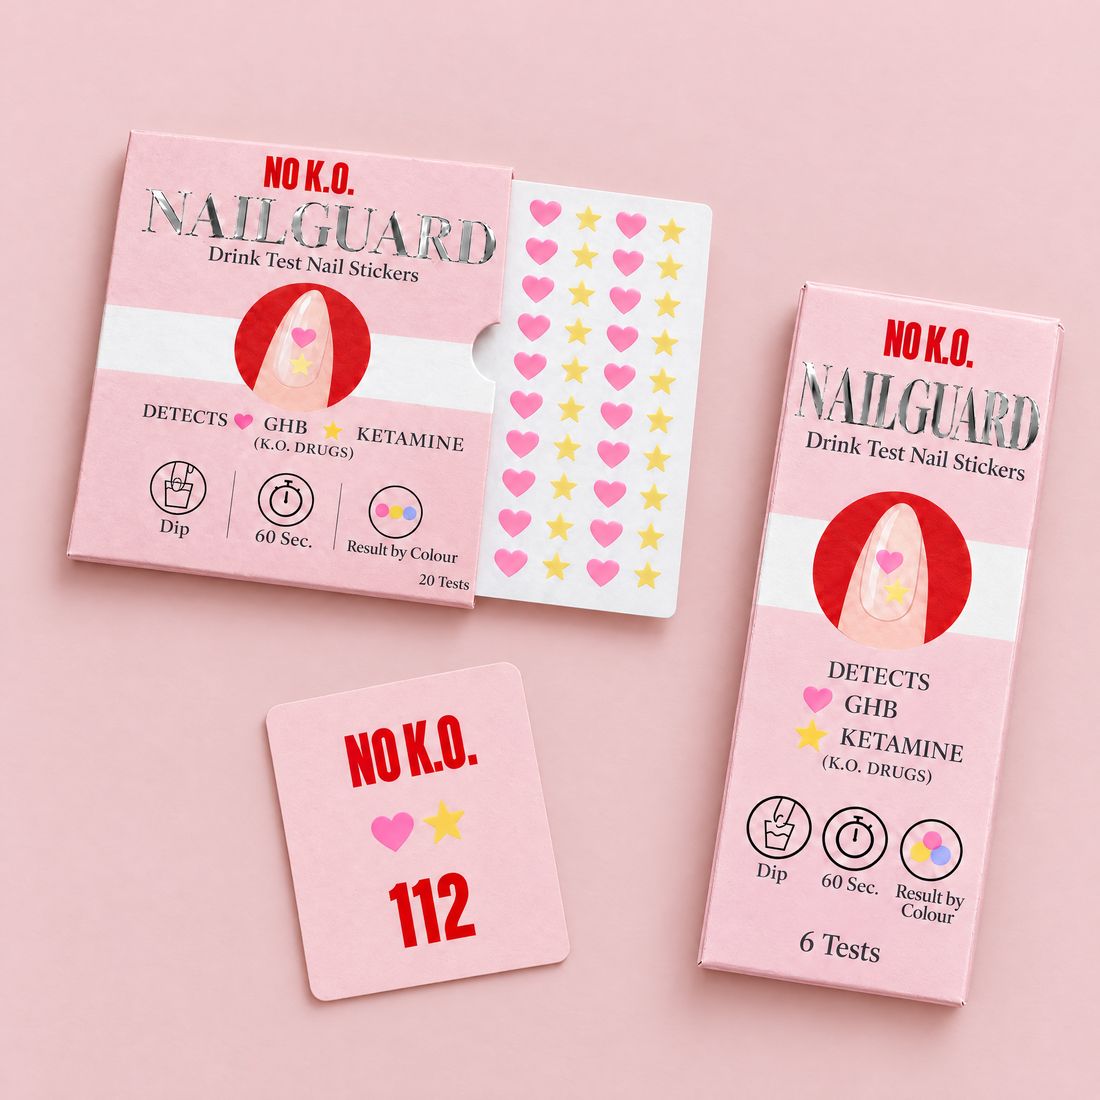 NO K.O.
NAILGUARD
Drink Test Nail Stickers
DETECTS GHB KETAMINE
(K.O. DRUGS)
Dip
60 Sec.
Result by Colour
20 Tests
NO K.O.
112
NO K.O.
NAILGUARD
Drink Test Nail Stickers
DETECTS
GHB
KETAMINE
(K.O. DRUGS)
Dip
60 Sec.
Result by
Colour
6 Tests